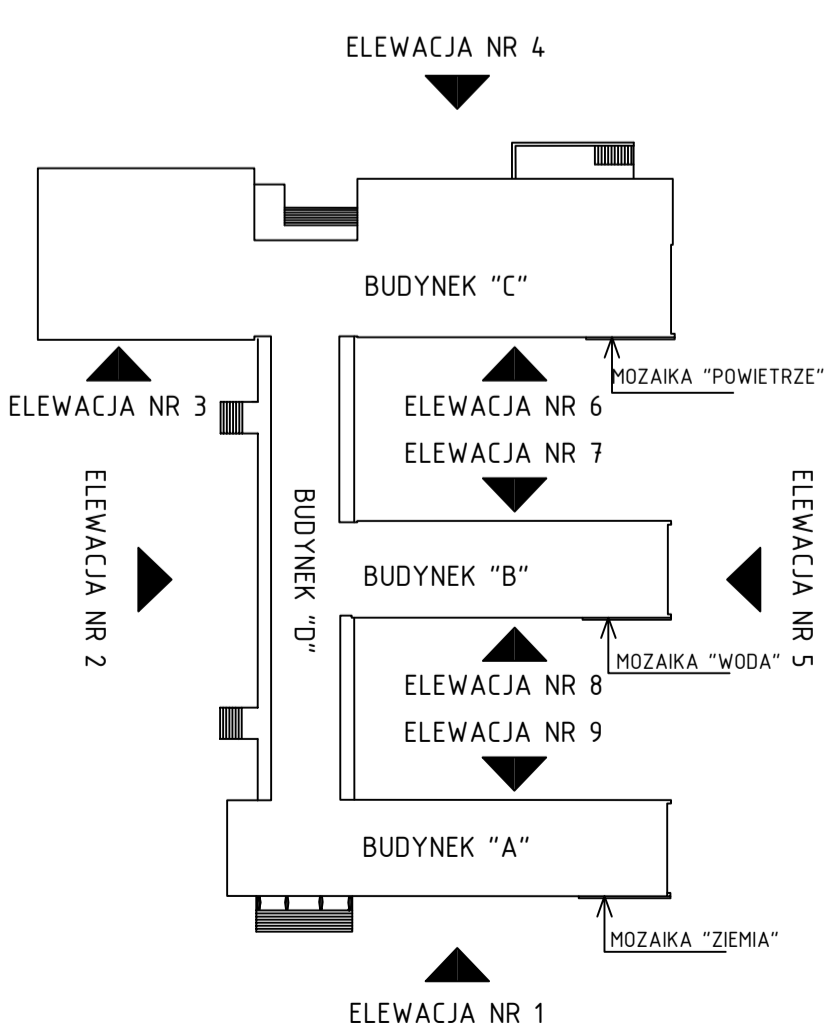 ELEWACJA NR 4
BUDYNEK "C"
MOZAIKA "POWIETRZE"
ELEWACJA NR 3
ELEWACJA NR 6
ELEWACJA NR 7
ELEWACJA NR 2
BUDYNEK "D"
BUDYNEK "B"
ELEWACJA NR 5
MOZAIKA "WODA"
ELEWACJA NR 8
ELEWACJA NR 9
BUDYNEK "A"
MOZAIKA "ZIEMIA"
ELEWACJA NR 1